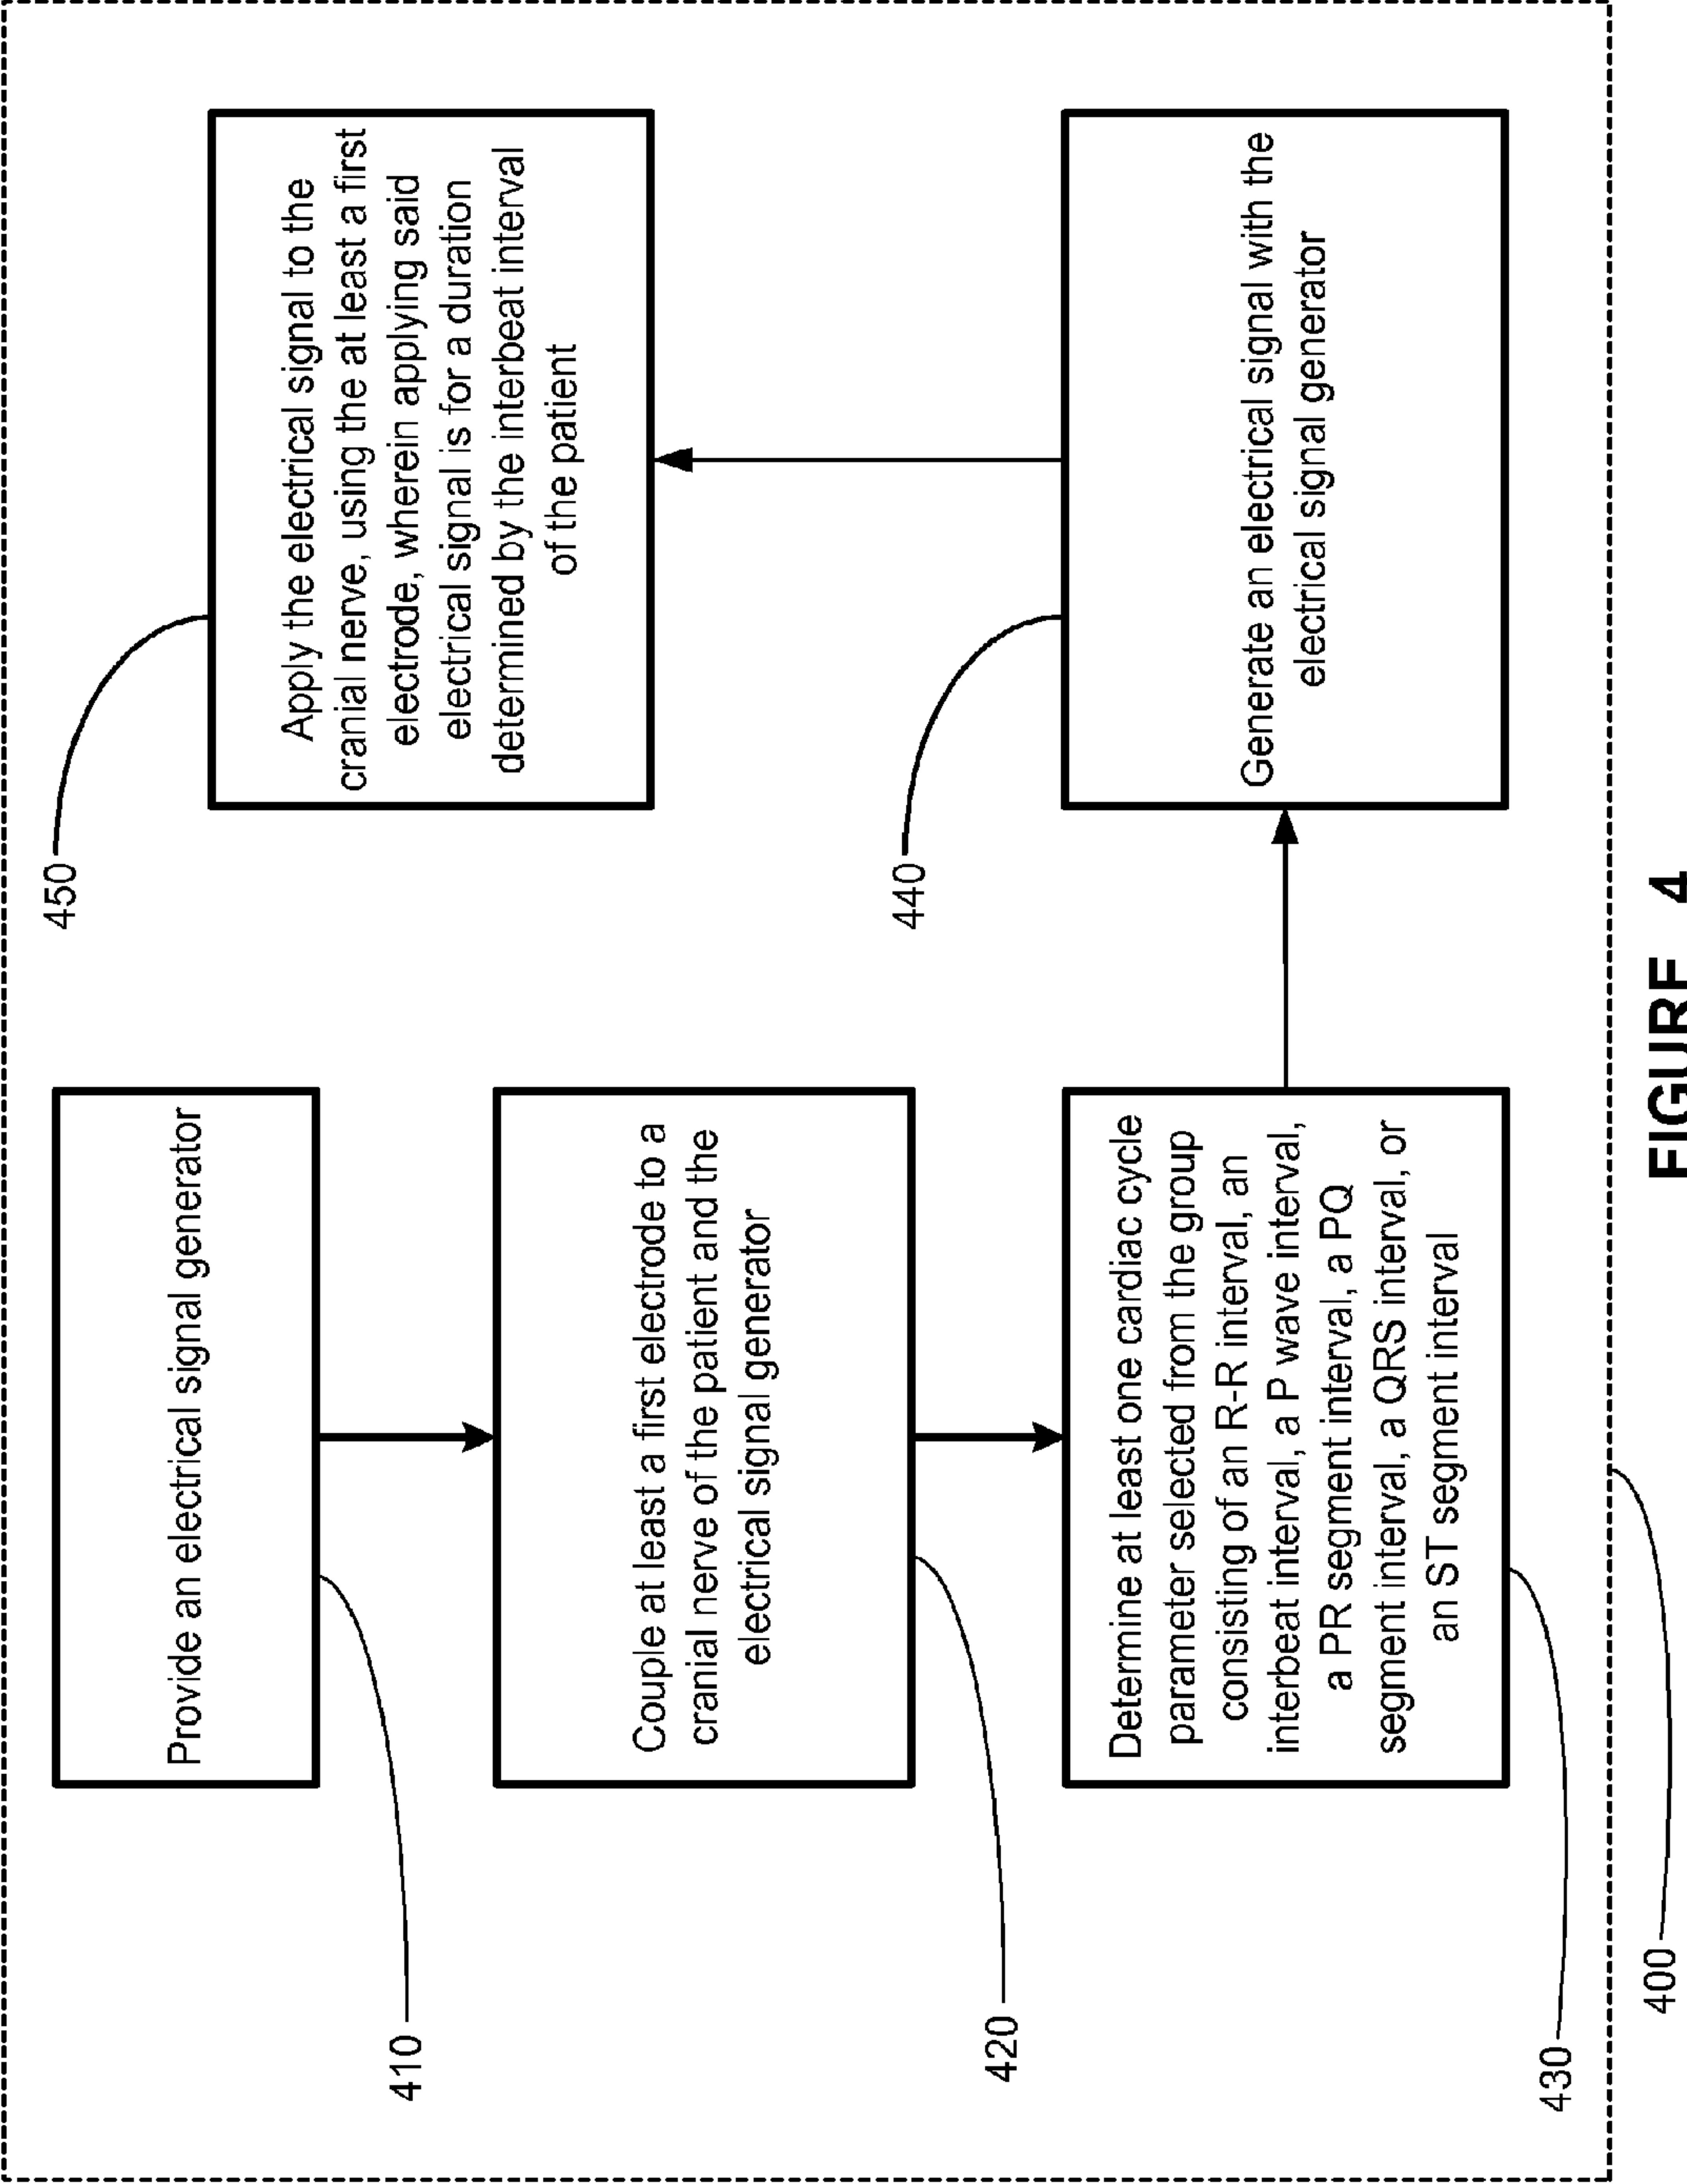 Provide an electrical signal generator
410
Couple at least a first electrode to a
cranial nerve of the patient and the
electrical signal generator
420
Determine at least one cardiac cycle
parameter selected from the group
consisting of an R-R interval, an
interbeat interval, a P wave interval,
a PR segment interval, a PQ
segment interval, a QRS interval, or
an ST segment interval
430
Generate an electrical signal with the
electrical signal generator
440
Apply the electrical signal to the
cranial nerve, using the at least a first
electrode, wherein applying said
electrical signal is for a duration
determined by the interbeat interval
of the patient
450
400
FIGURE 4